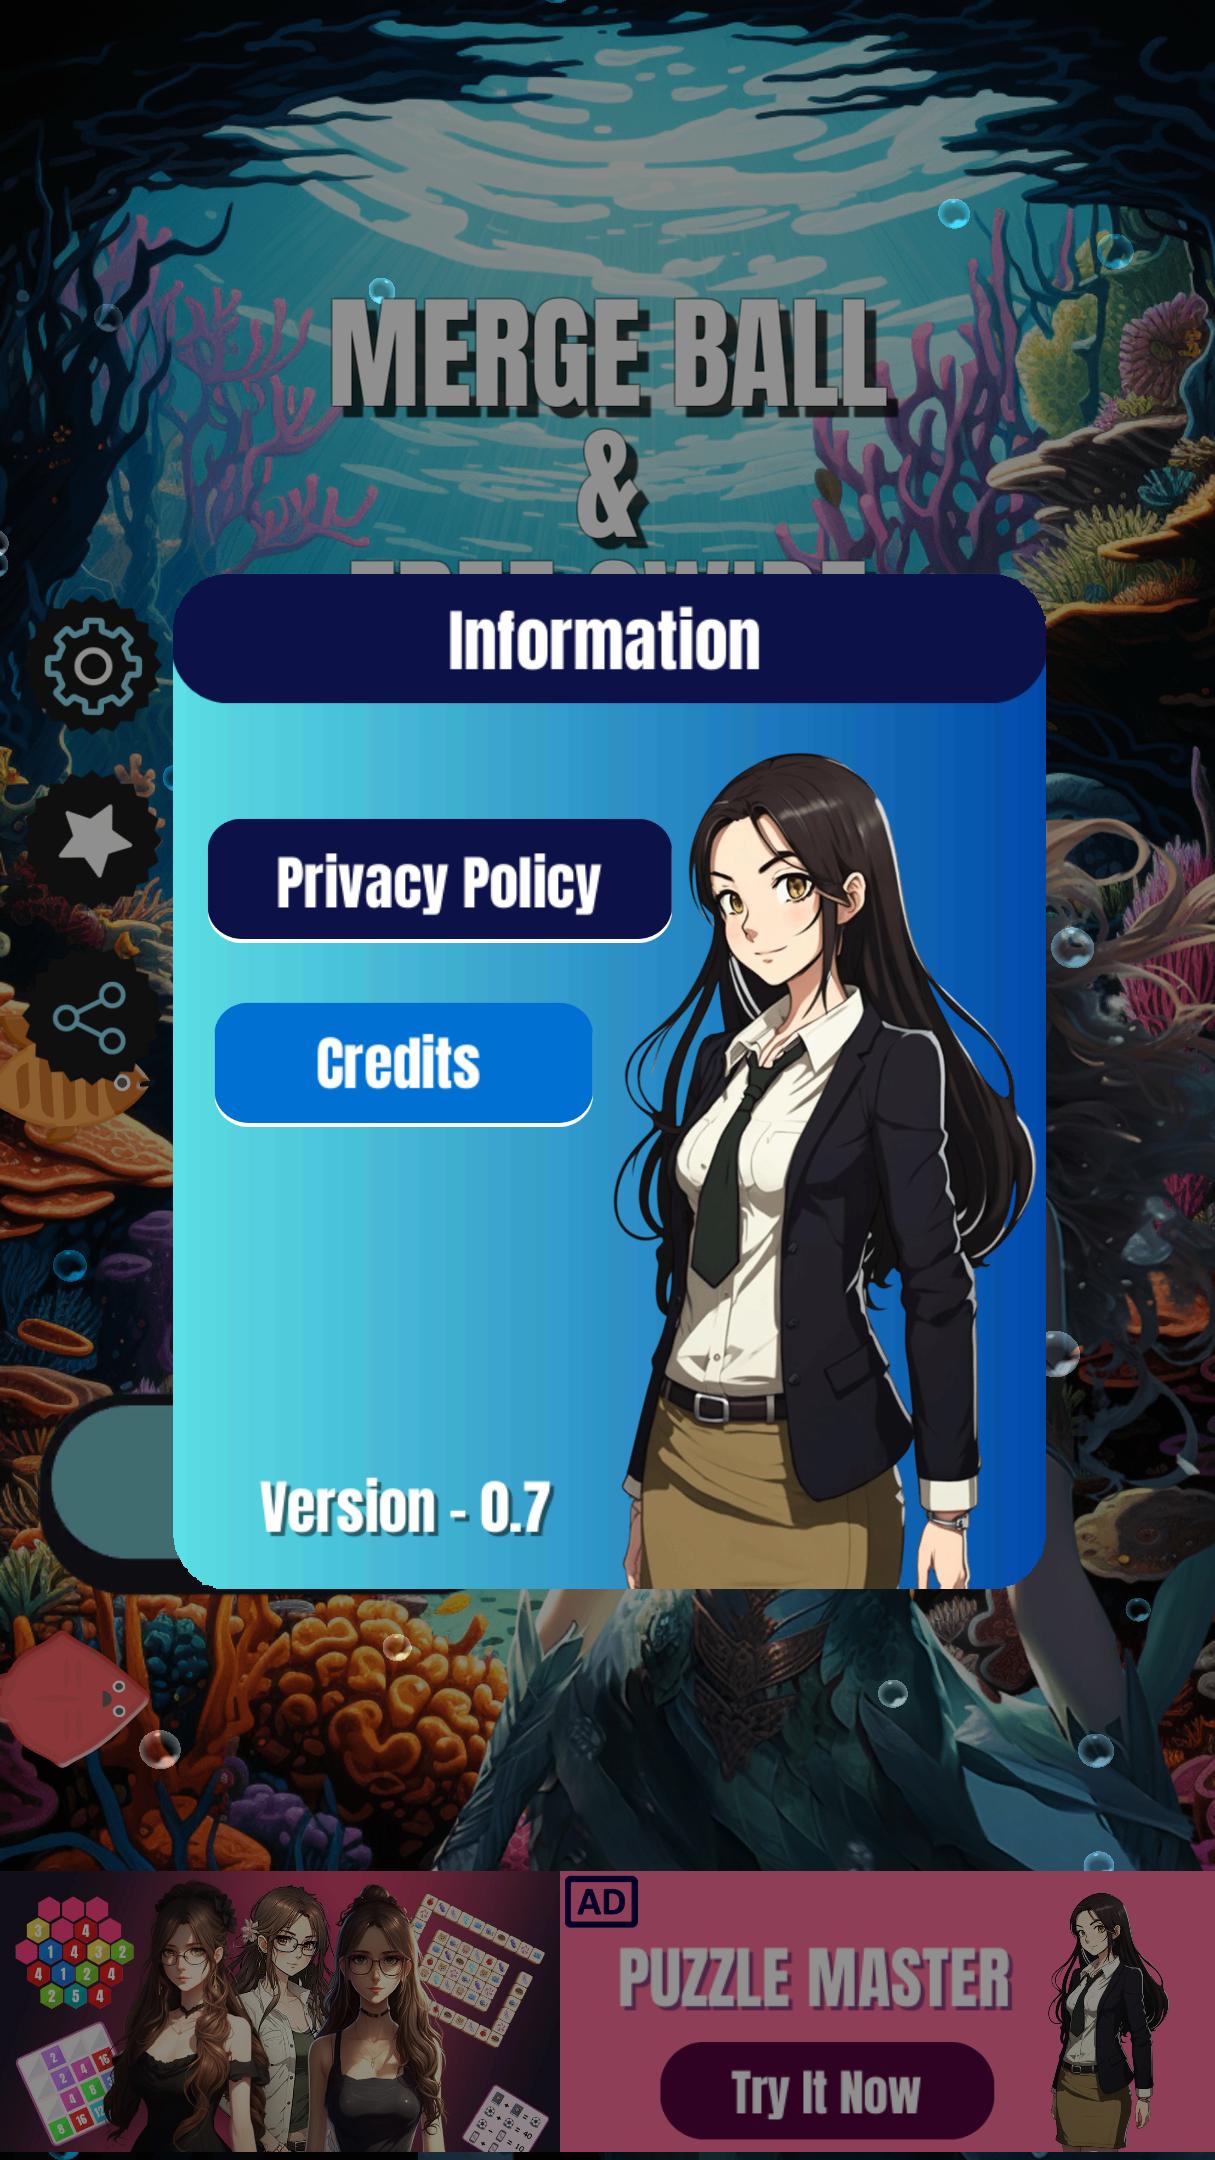 MERGE BALL
&
Information
Privacy Policy
Credits
Version - 0.7
AD
PUZZLE MASTER
Try It Now